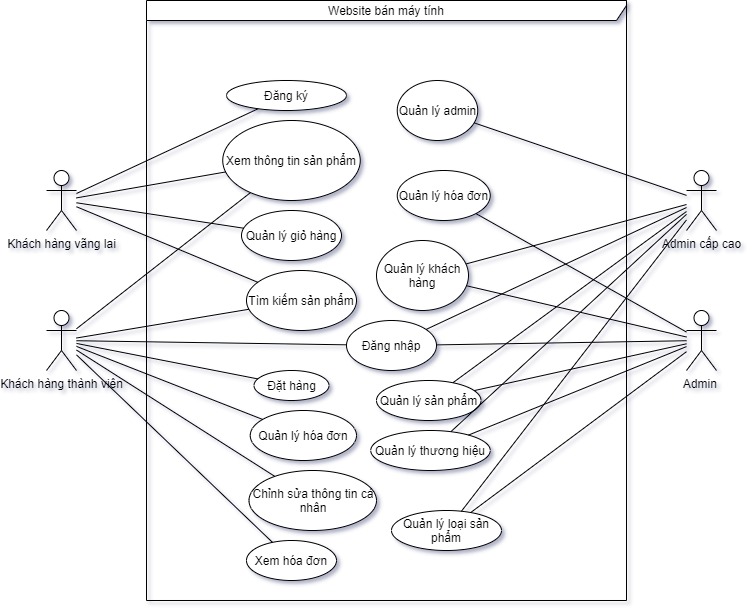 Website bán máy tính
Đăng ký
Quản lý admin
Xem thông tin sản phẩm
Quản lý hóa đơn
Khách hàng vãng lai
Quản lý giỏ hàng
Admin cấp cao
Quản lý khách
hàng
Tìm kiếm sản phẩm
Đăng nhập
Khách hàng thành viên
Đặt hàng
Admin
Quản lý sản phẩm
Quản lý hóa đơn
Quản lý thương hiệu
Chỉnh sửa thông tin cá
nhân
Quản lý loại sản
phẩm
Xem hóa đơn